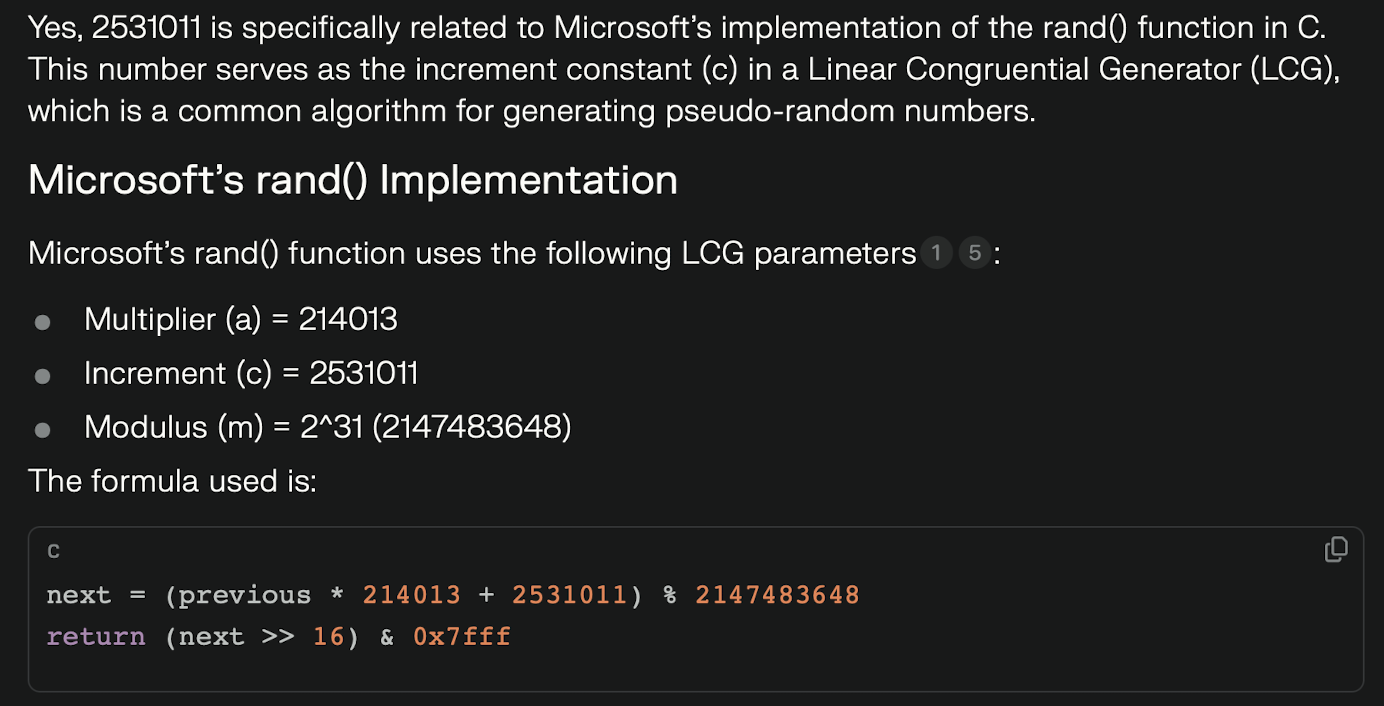 Yes, 2531011 is specifically related to Microsoft’s implementation of the rand() function in C.
This number serves as the increment constant (c) in a Linear Congruential Generator (LCG),
which is a common algorithm for generating pseudo-random numbers.
Microsoft’s rand() Implementation
Microsoft’s rand() function uses the following LCG parameters 1 5 :
Multiplier (a) = 214013
Increment (c) = 2531011
Modulus (m) = 2^31 (2147483648)
The formula used is:
C
next = (previous * 214013 + 2531011) % 2147483648
return (next >> 16) & 0x7fff